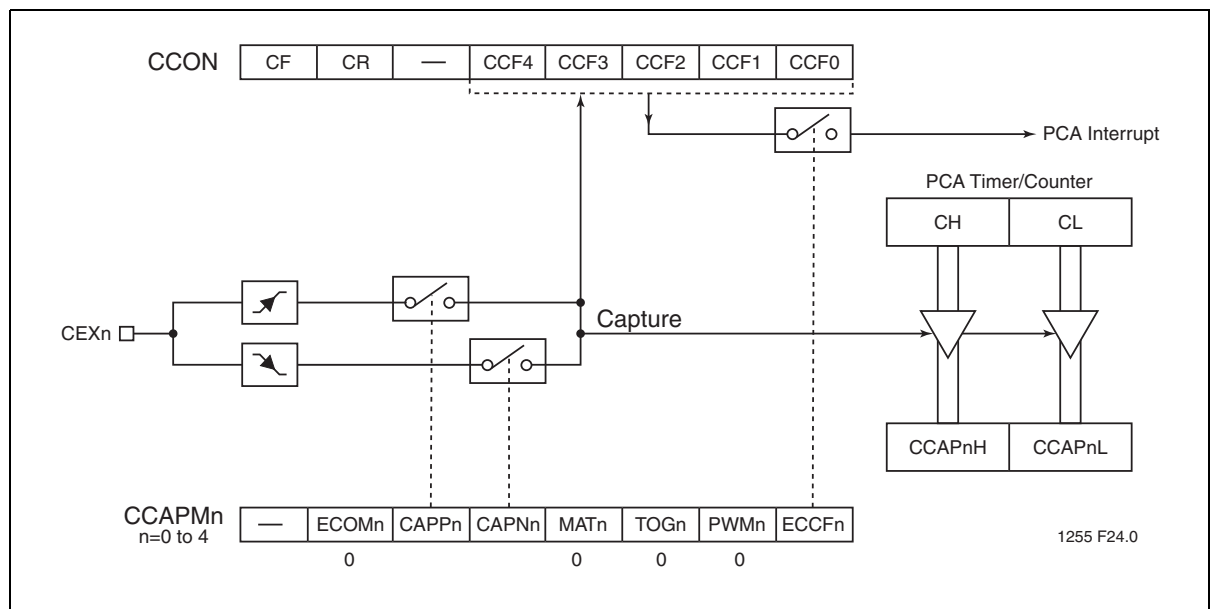 CCON CF CR — CCF4 CCF3 CCF2 CCF1 CCF0
PCA Interrupt
PCA Timer/Counter
CH CL
CEXn
Capture
CCAPnH CCAPnL
CCAPMn — ECOMn CAPPn CAPNn MATn TOGn PWMn ECCFn
n=0 to 4
0 0 0 0
1255 F24.0